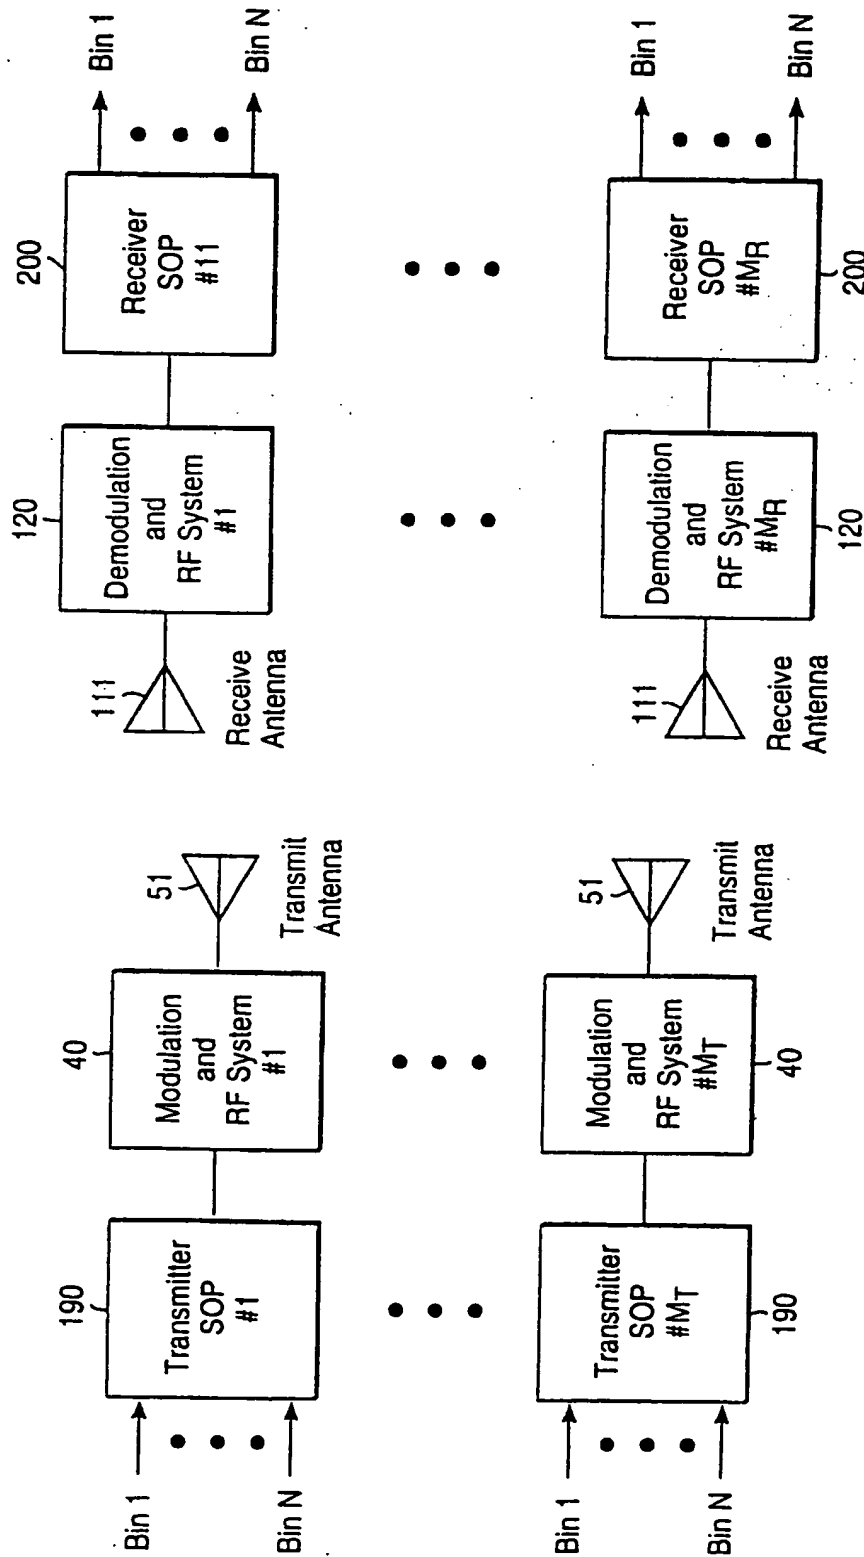 Bin 1
Bin N
190
Transmitter
SOP
#1
40
Modulation
and
RF System
#1
51
Transmit
Antenna
111
Receive
Antenna
120
Demodulation
and
RF System
#1
200
Receiver
SOP
#11
Bin 1
Bin N
Bin 1
Bin N
Transmitter
SOP
#MT
190
Modulation
and
RF System
#MT
40
51
Transmit
Antenna
111
Receive
Antenna
Demodulation
and
RF System
#MR
120
Receiver
SOP
#MR
200
Bin 1
Bin N